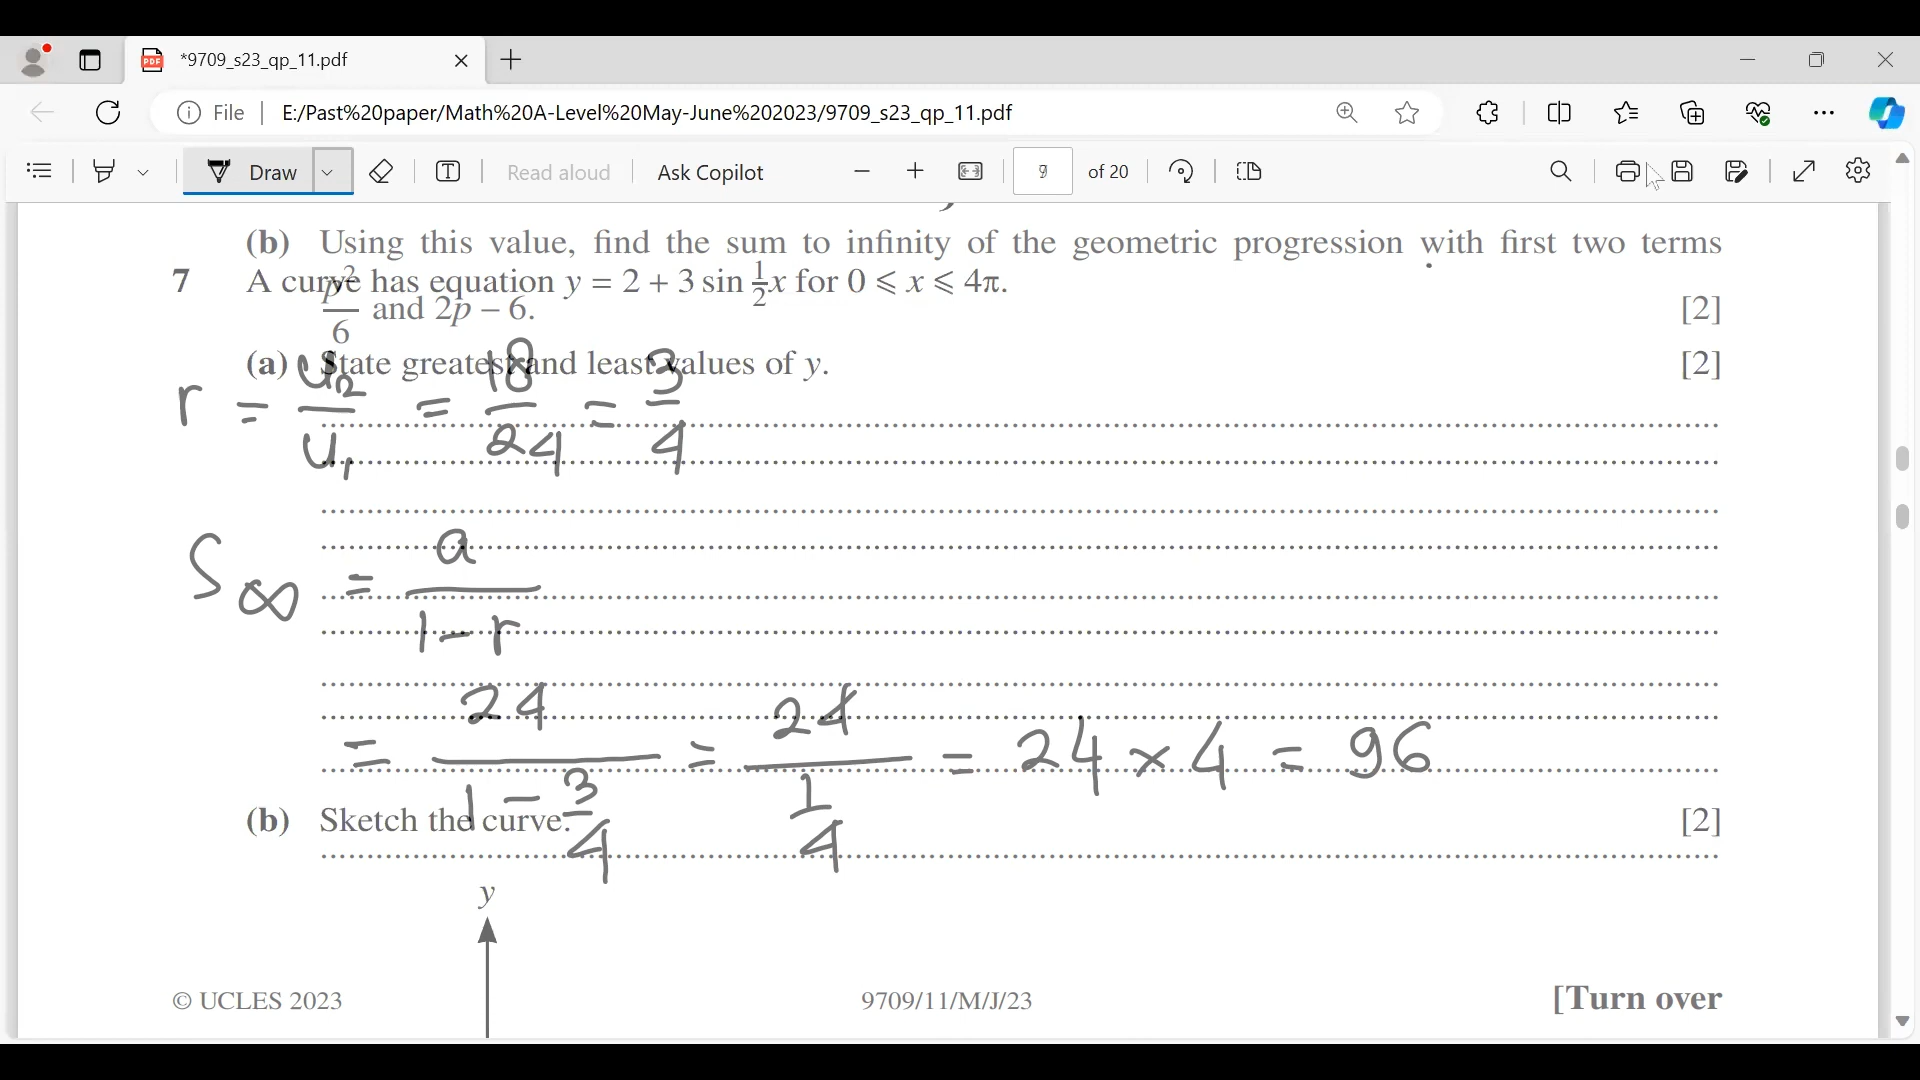 *9709_s23_qp_11.pdf
File E:/Past%20paper/Math%20A-Level%20May-June%202023/9709_s23_qp_11.pdf
Draw Read aloud Ask Copilot 9 of 20
(b) Using this value, find the sum to infinity of the geometric progression with first two terms
7 A curve has equation y = 2 + 3 sin ½x for 0 ⩽ x ⩽ 4π.
p²/6 and 2p − 6. [2]
(a) State greatest and least values of y. [2]
r = u₂/u₁ = 18/24 = 3/4
S∞ = a/(1−r)
= 24/(1 − 3/4) = 24/(1/4) = 24 × 4 = 96
(b) Sketch the curve. [2]
y
© UCLES 2023 9709/11/M/J/23 [Turn over